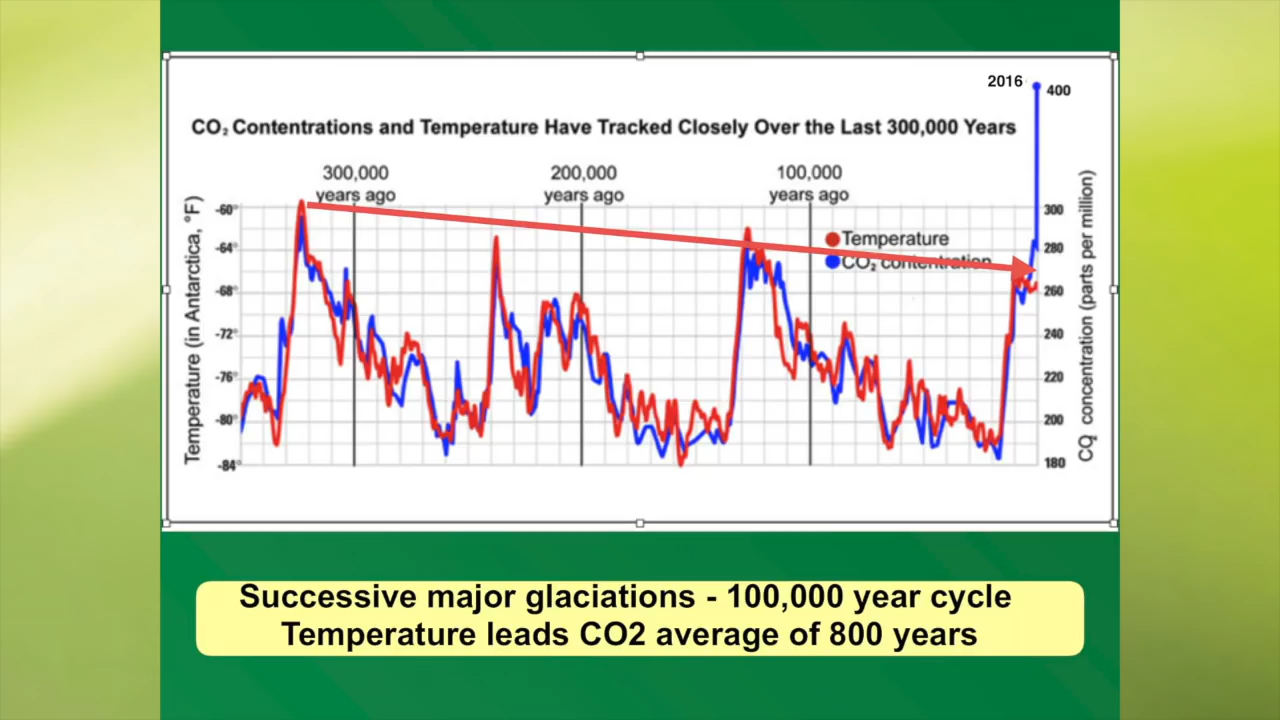 2016
400
CO₂ Contentrations and Temperature Have Tracked Closely Over the Last 300,000 Years
300,000
years ago
200,000
years ago
100,000
years ago
Temperature (in Antarctica, °F)
-60°
-64°
-68°
-72°
-76°
-80°
-84°
Temperature
CO₂ contentration
300
280
260
240
220
200
180
CO₂ concentration (parts per million)
Successive major glaciations - 100,000 year cycle
Temperature leads CO2 average of 800 years